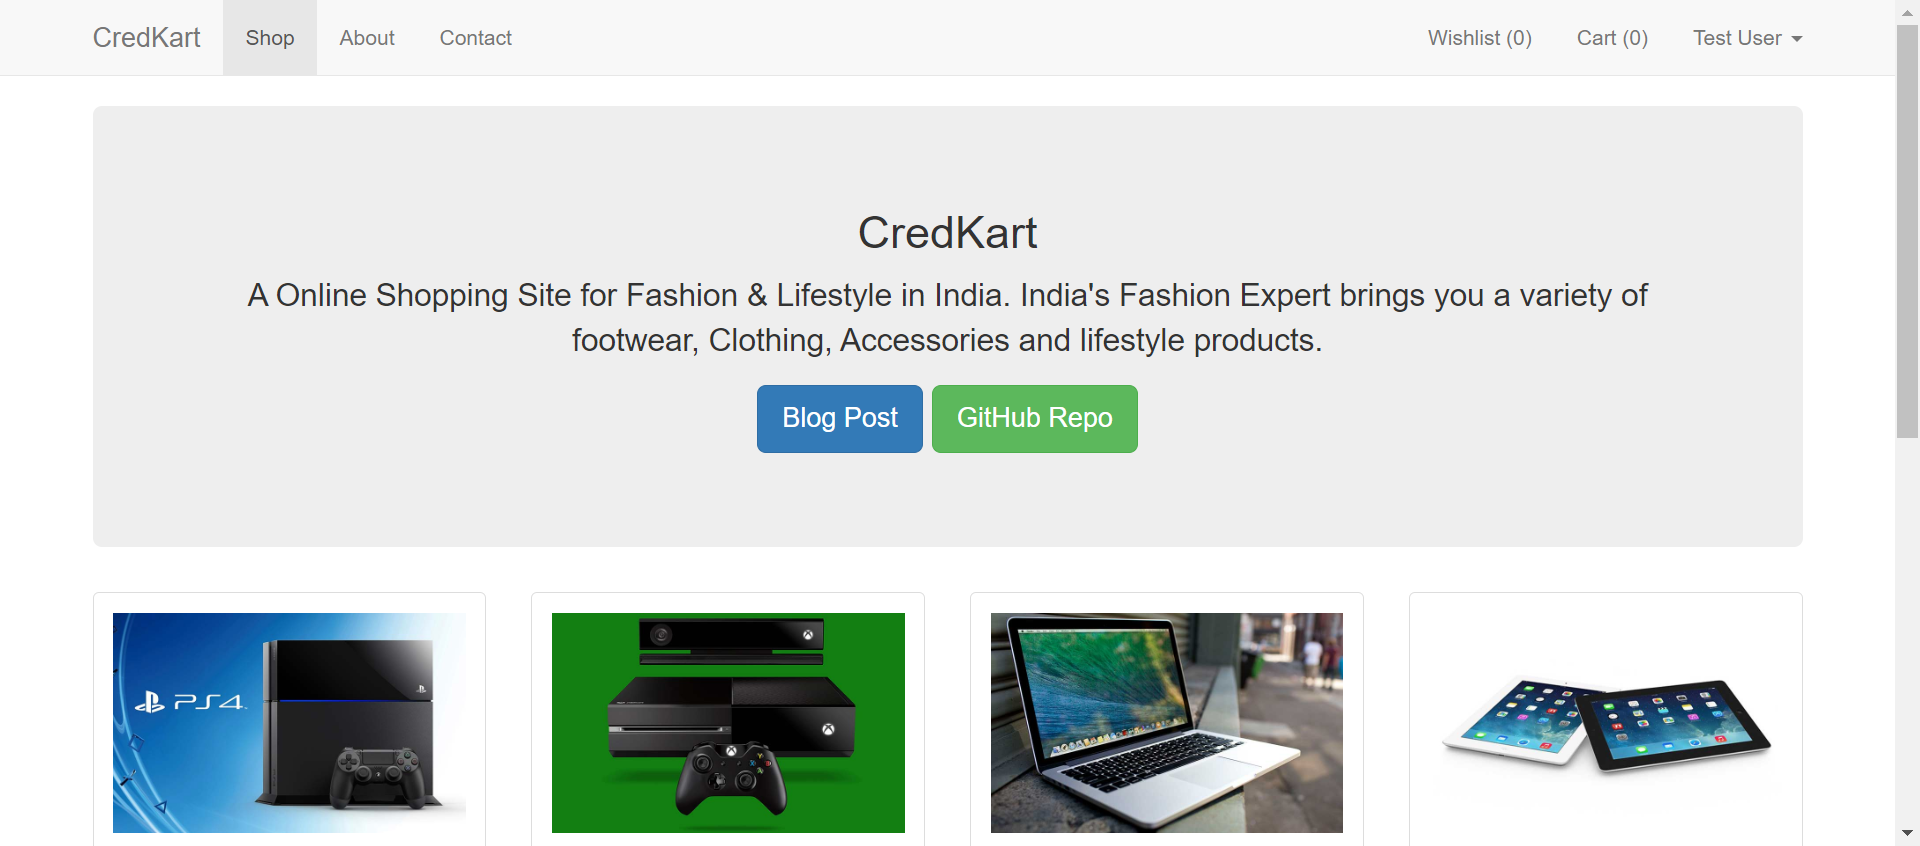 CredKart Shop About Contact Wishlist (0) Cart (0) Test User
CredKart
A Online Shopping Site for Fashion & Lifestyle in India. India's Fashion Expert brings you a variety of
footwear, Clothing, Accessories and lifestyle products.
Blog Post GitHub Repo
PS4